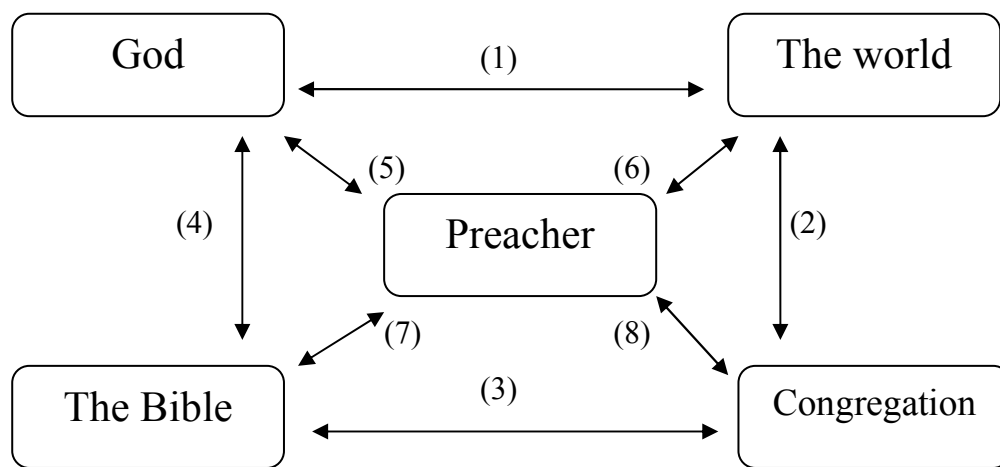 God
(1)
The world
(5)
(6)
(4)
Preacher
(2)
(7)
(8)
The Bible
(3)
Congregation